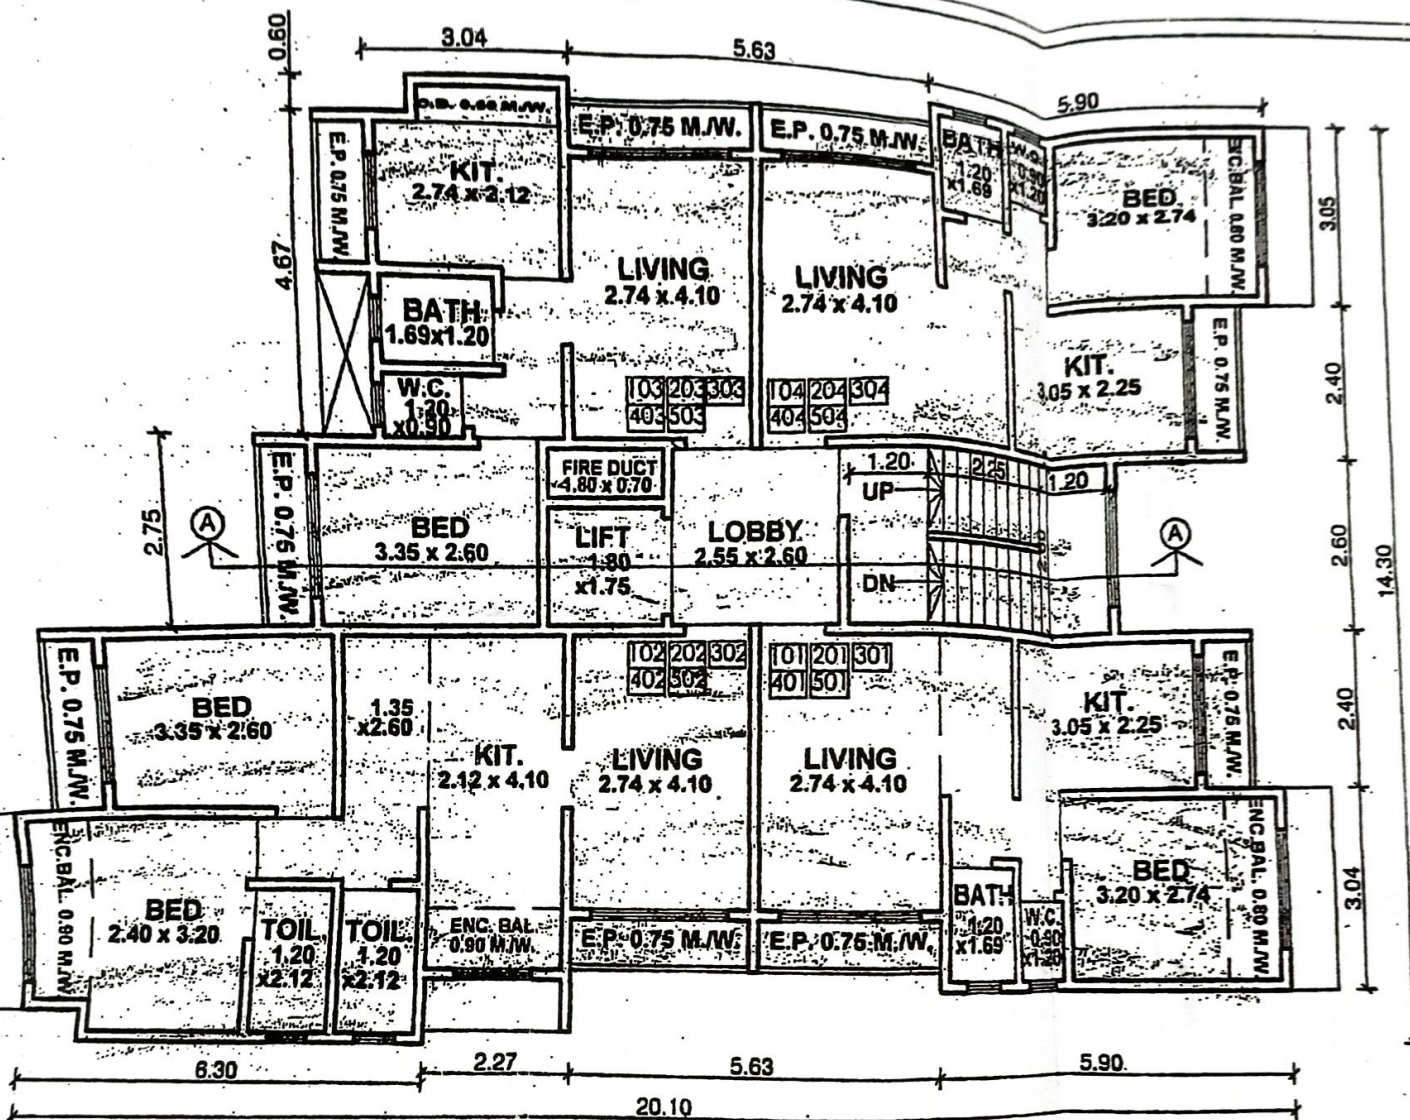 0.60
3.04
5.63
5.90
O.B. 0.60 M./W.
E.P. 0.75 M./W.
E.P. 0.75 M./W.
E.P. 0.75 M./W.
KIT.
2.74 x 2.12
BATH
1.20
x1.69
W.C.
0.90
x1.20
BED
3.20 x 2.74
ENC.BAL. 0.80 M./W.
3.05
14.30
4.67
LIVING
2.74 x 4.10
LIVING
2.74 x 4.10
BATH
1.69x1.20
KIT.
3.05 x 2.25
E.P. 0.75 M./W.
2.40
W.C.
1.20
x0.90
103 203 303
403 503
104 204 304
404 504
2.75
A
E.P. 0.75 M./W.
BED
3.35 x 2.60
FIRE DUCT
1.80 x 0.70
LIFT
1.80
x1.75
LOBBY
2.55 x 2.60
1.20
UP
DN
2.25
1.20
A
2.60
102 202 302
402 502
101 201 301
401 501
E.P. 0.75 M./W.
BED
3.35 x 2.60
1.35
x2.60
KIT.
2.12 x 4.10
LIVING
2.74 x 4.10
LIVING
2.74 x 4.10
KIT.
3.05 x 2.25
E.P. 0.75 M./W.
2.40
ENC.BAL. 0.90 M./W.
BED
2.40 x 3.20
TOIL.
1.20
x2.12
TOIL.
1.20
x2.12
ENC. BAL.
0.90 M./W.
E.P. 0.75 M./W.
E.P. 0.75 M./W.
BATH
1.20
x1.69
W.C.
0.90
x1.20
BED
3.20 x 2.74
ENC.BAL. 0.80 M./W.
3.04
6.30
2.27
5.63
5.90
20.10